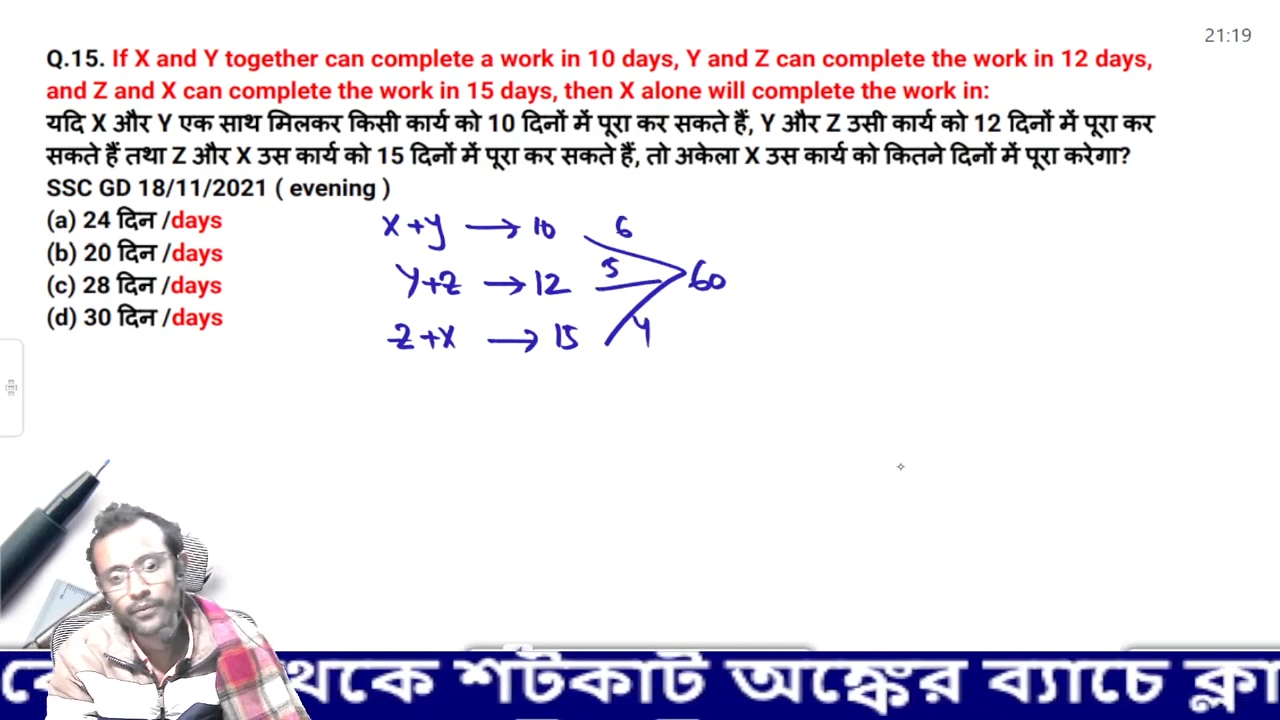 21:19
Q.15. If X and Y together can complete a work in 10 days, Y and Z can complete the work in 12 days,
and Z and X can complete the work in 15 days, then X alone will complete the work in:
यदि X और Y एक साथ मिलकर किसी कार्य को 10 दिनों में पूरा कर सकते हैं, Y और Z उसी कार्य को 12 दिनों में पूरा कर
सकते हैं तथा Z और X उस कार्य को 15 दिनों में पूरा कर सकते हैं, तो अकेला X उस कार्य को कितने दिनों में पूरा करेगा?
SSC GD 18/11/2021 ( evening )
(a) 24 दिन /days
(b) 20 दिन /days
(c) 28 दिन /days
(d) 30 दिन /days
X+Y → 10 6
Y+Z → 12 5 60
Z+X → 15 4
থেকে শর্টকাট অঙ্কের ব্যাচে